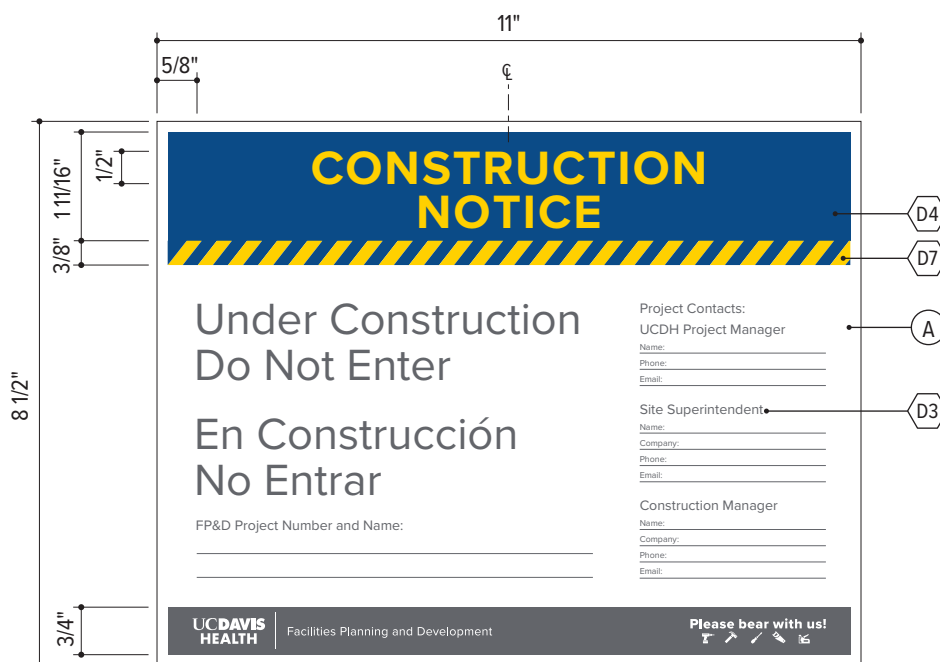 11"
5/8"
℄
8 1/2"
1 11/16"
1/2"
3/8"
3/4"
CONSTRUCTION
NOTICE
D4
D7
A
D3
Under Construction
Do Not Enter
En Construcción
No Entrar
FP&D Project Number and Name:
Project Contacts:
UCDH Project Manager
Name:
Phone:
Email:
Site Superintendent
Name:
Company:
Phone:
Email:
Construction Manager
Name:
Company:
Phone:
Email:
UCDAVIS
HEALTH
Facilities Planning and Development
Please bear with us!